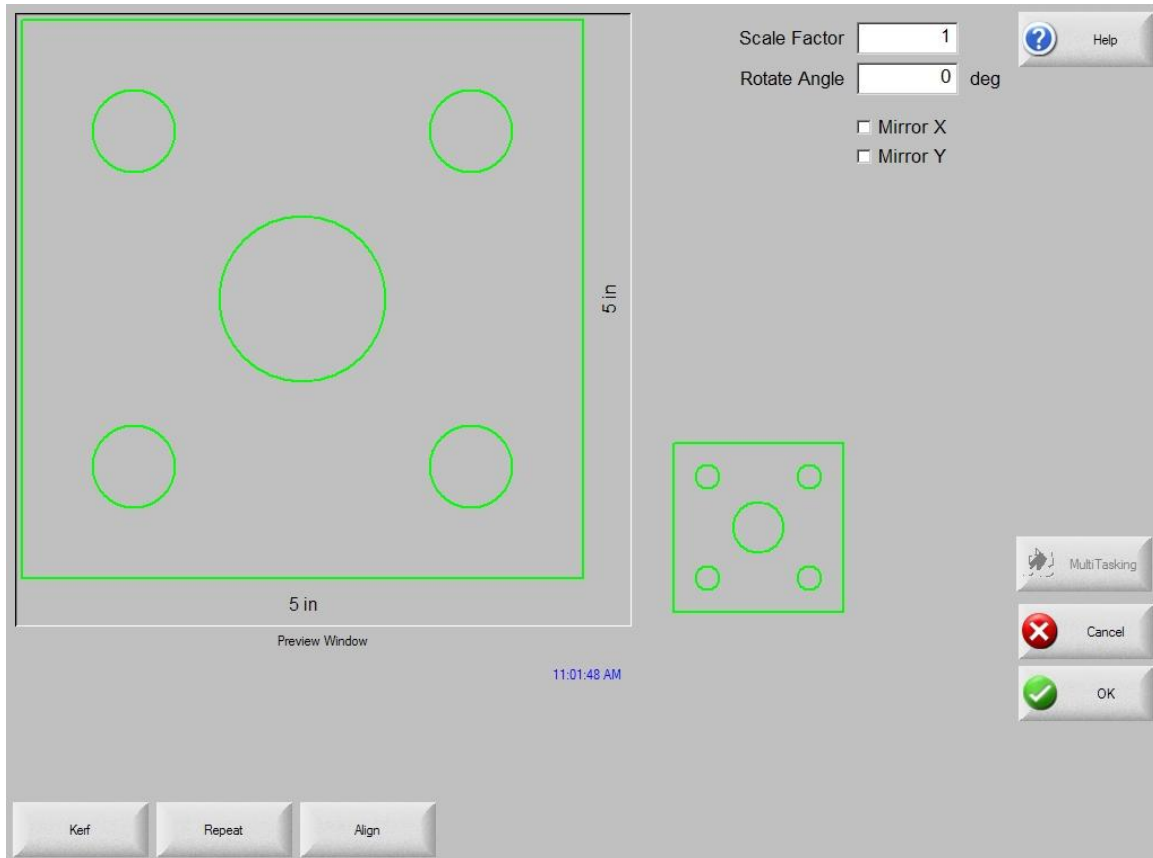 Scale Factor 1
Rotate Angle 0 deg
Mirror X
Mirror Y
Help
5 in
5 in
Preview Window
11:01:48 AM
MultiTasking
Cancel
OK
Kerf
Repeat
Align